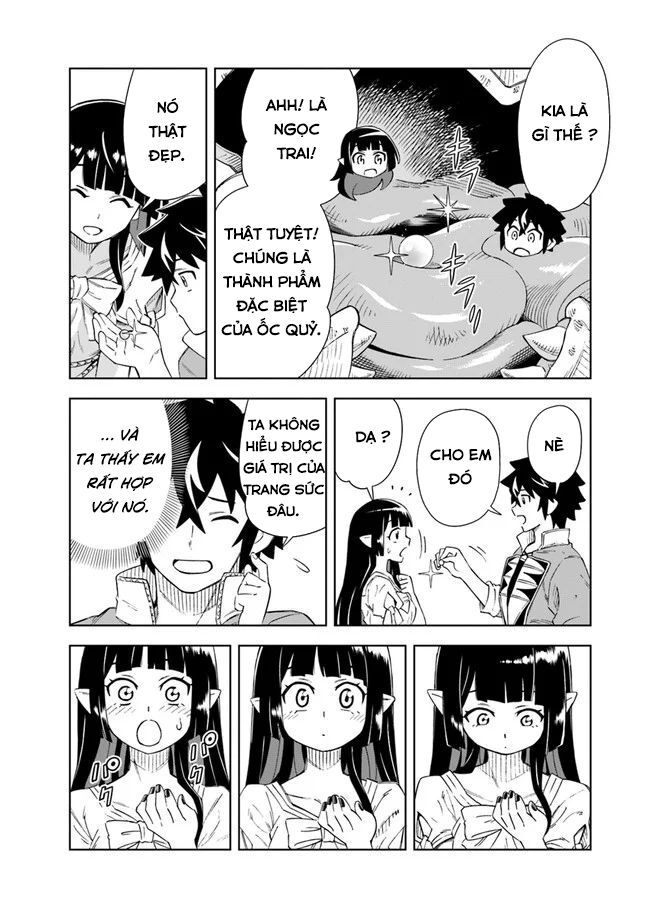 KIA LÀ
GÌ THẾ ?
AHH! LÀ
NGỌC
TRAI!
THẬT TUYỆT!
CHÚNG LÀ
THÀNH PHẨM
ĐẶC BIỆT
CỦA ỐC QUỶ.
NÓ
THẬT
ĐẸP.
NÈ
CHO EM
ĐÓ
DẠ ?
TA KHÔNG
HIỂU ĐƯỢC
GIÁ TRỊ CỦA
TRANG SỨC
ĐÂU.
... VÀ
TA THẤY EM
RẤT HỢP
VỚI NÓ.